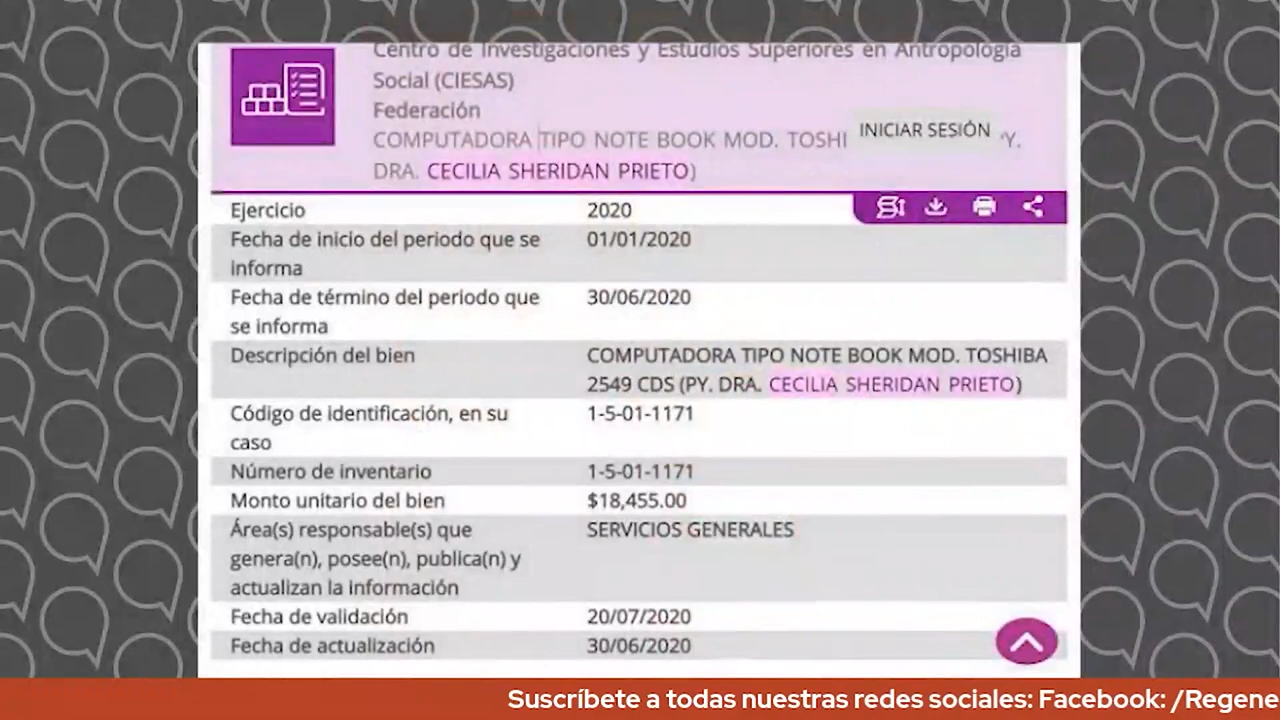 Centro de Investigaciones y Estudios Superiores en Antropología
Social (CIESAS)
Federación
COMPUTADORA TIPO NOTE BOOK MOD. TOSHI
INICIAR SESIÓN
Y.
DRA. CECILIA SHERIDAN PRIETO)
Ejercicio 2020
Fecha de inicio del periodo que se 01/01/2020
informa
Fecha de término del periodo que 30/06/2020
se informa
Descripción del bien COMPUTADORA TIPO NOTE BOOK MOD. TOSHIBA
2549 CDS (PY. DRA. CECILIA SHERIDAN PRIETO)
Código de identificación, en su 1-5-01-1171
caso
Número de inventario 1-5-01-1171
Monto unitario del bien $18,455.00
Área(s) responsable(s) que SERVICIOS GENERALES
genera(n), posee(n), publica(n) y
actualizan la información
Fecha de validación 20/07/2020
Fecha de actualización 30/06/2020
Suscríbete a todas nuestras redes sociales: Facebook: /Regene